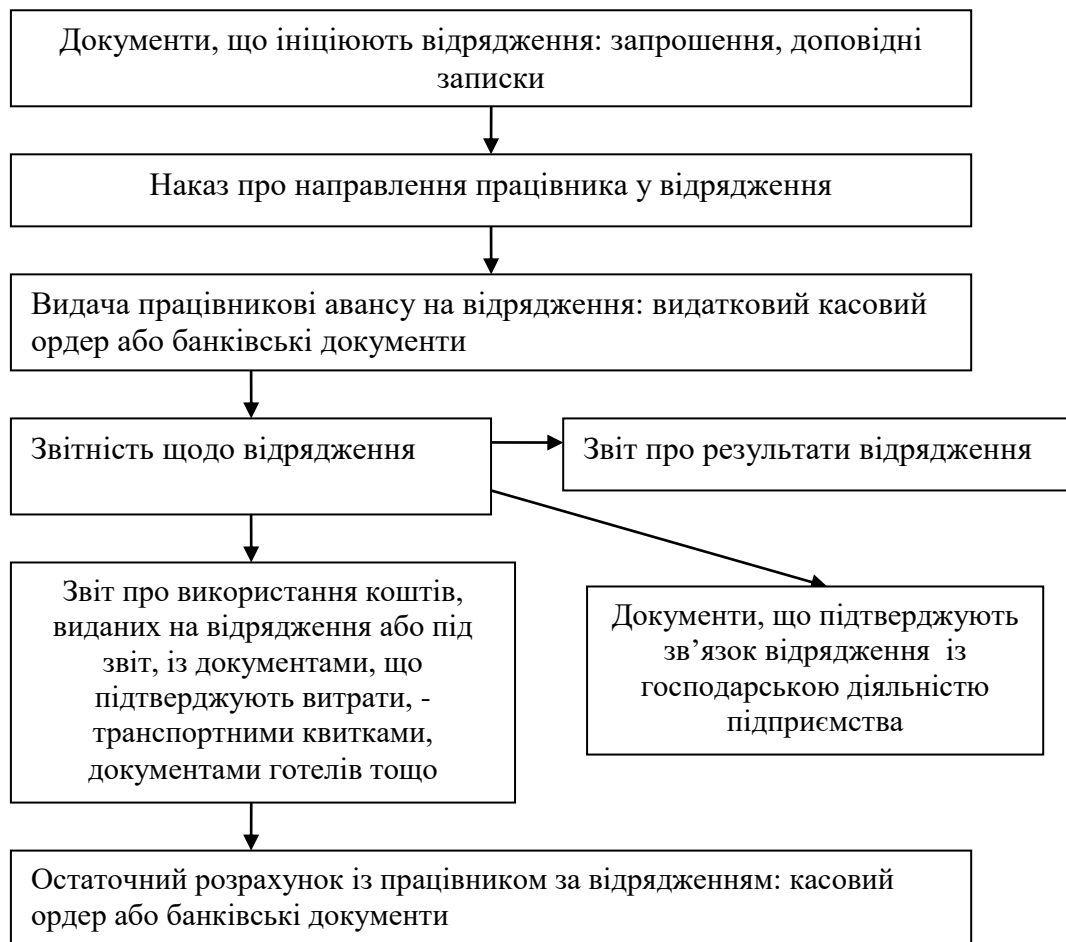 Документи, що ініціюють відрядження: запрошення, доповідні
записки
Наказ про направлення працівника у відрядження
Видача працівникові авансу на відрядження: видатковий касовий
ордер або банківські документи
Звітність щодо відрядження
Звіт про результати відрядження
Звіт про використання коштів,
виданих на відрядження або під
звіт, із документами, що
підтверджують витрати, -
транспортними квитками,
документами готелів тощо
Документи, що підтверджують
зв’язок відрядження  із
господарською діяльністю
підприємства
Остаточний розрахунок із працівником за відрядженням: касовий
ордер або банківські документи